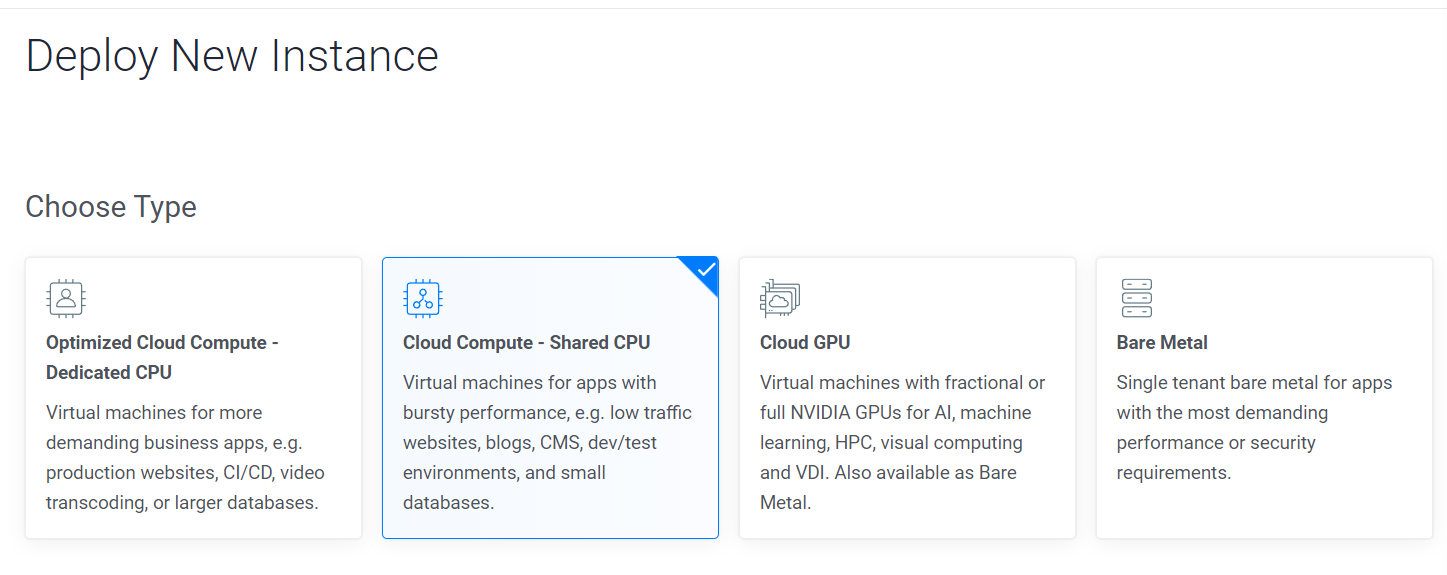 Deploy New Instance
Choose Type
Optimized Cloud Compute -
Dedicated CPU
Virtual machines for more
demanding business apps, e.g.
production websites, CI/CD, video
transcoding, or larger databases.
Cloud Compute - Shared CPU
Virtual machines for apps with
bursty performance, e.g. low traffic
websites, blogs, CMS, dev/test
environments, and small
databases.
Cloud GPU
Virtual machines with fractional or
full NVIDIA GPUs for AI, machine
learning, HPC, visual computing
and VDI. Also available as Bare
Metal.
Bare Metal
Single tenant bare metal for apps
with the most demanding
performance or security
requirements.